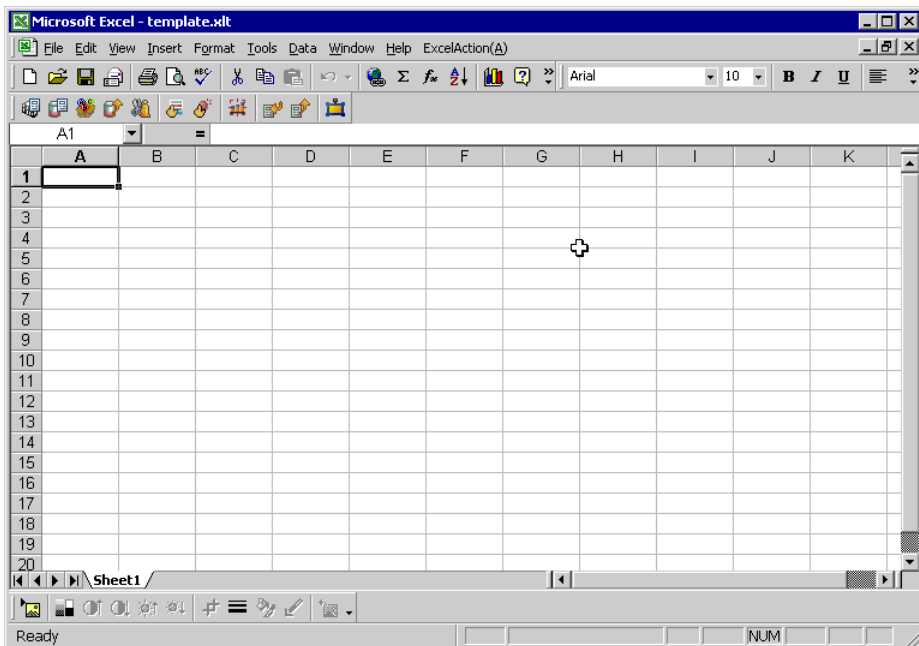 Microsoft Excel - template.xlt
File Edit View Insert Format Tools Data Window Help ExcelAction(A)
ABC Σ fx A Z Arial 10 B I U
A1 =
A B C D E F G H I J K
1
2
3
4
5
6
7
8
9
10
11
12
13
14
15
16
17
18
19
20
Sheet1
Ready NUM